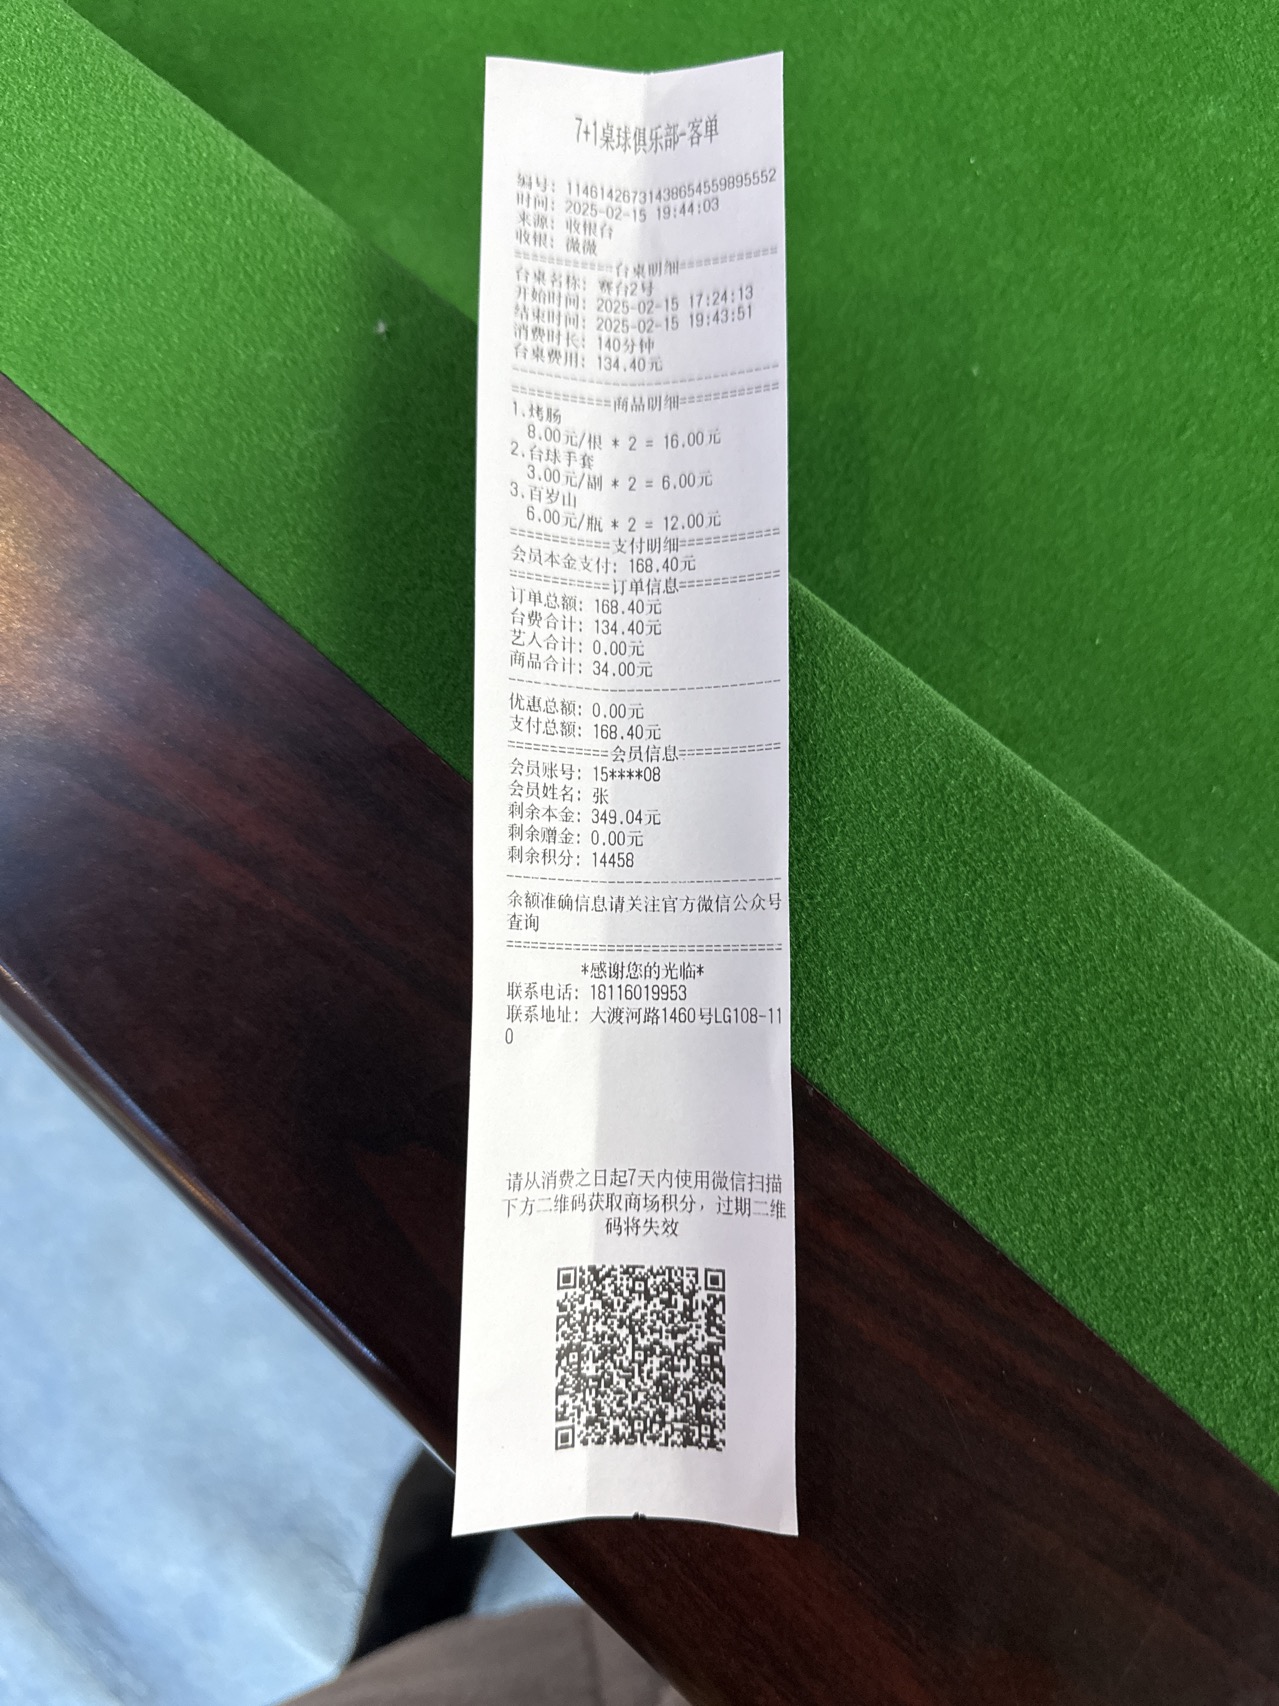 7+1桌球俱乐部-客单
编号: 11461426731438654559895552
时间: 2025-02-15 19:44:03
来源: 收银台
收银: 薇薇
============台桌明细============
台桌名称: 赛台2号
开始时间: 2025-02-15 17:24:13
结束时间: 2025-02-15 19:43:51
消费时长: 140分钟
台桌费用: 134.40元
--------------------------------
============商品明细============
1.烤肠
8.00元/根 * 2 = 16.00元
2.台球手套
3.00元/副 * 2 = 6.00元
3.百岁山
6.00元/瓶 * 2 = 12.00元
============支付明细============
会员本金支付: 168.40元
============订单信息============
订单总额: 168.40元
台费合计: 134.40元
艺人合计: 0.00元
商品合计: 34.00元
--------------------------------
优惠总额: 0.00元
支付总额: 168.40元
============会员信息============
会员账号: 15****08
会员姓名: 张
剩余本金: 349.04元
剩余赠金: 0.00元
剩余积分: 14458
--------------------------------
余额准确信息请关注官方微信公众号
查询
================================
*感谢您的光临*
联系电话: 18116019953
联系地址: 大渡河路1460号LG108-11
0
请从消费之日起7天内使用微信扫描
下方二维码获取商场积分，过期二维
码将失效